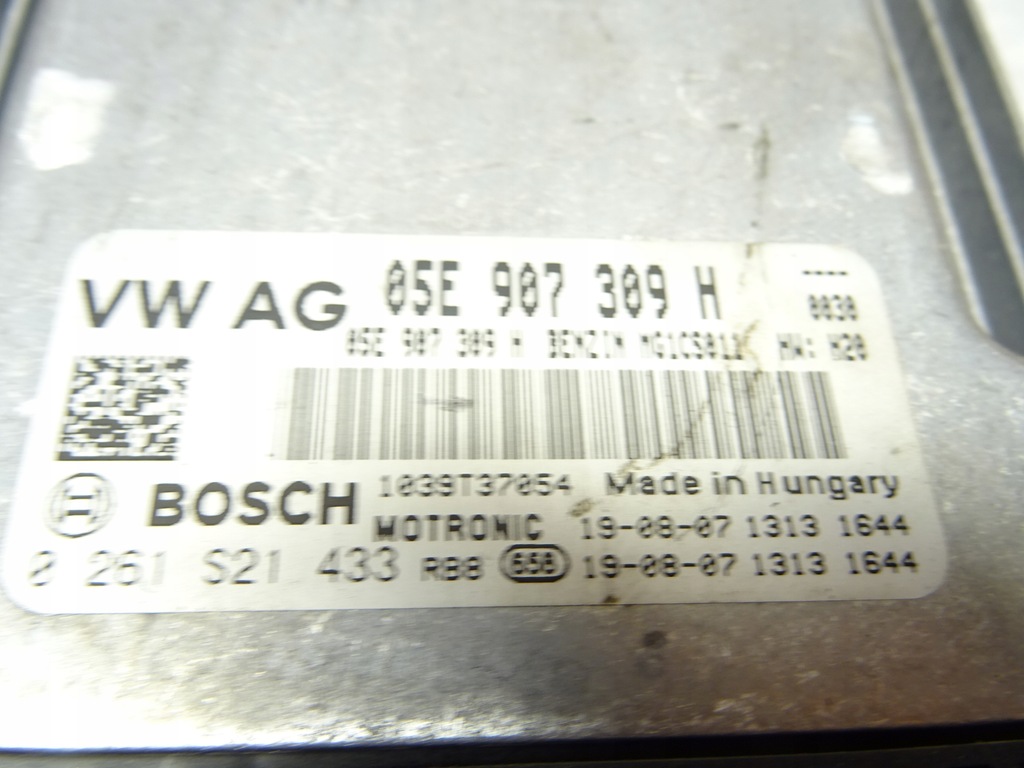 VW AG 05E 907 309 H ----
0030
05E 907 309 H BENZIN MG1CS011 HW: H20
BOSCH 1039T37054 Made in Hungary
MOTRONIC 19-08-07 1313 1644
0 261 S21 433 RB8 658 19-08-07 1313 1644